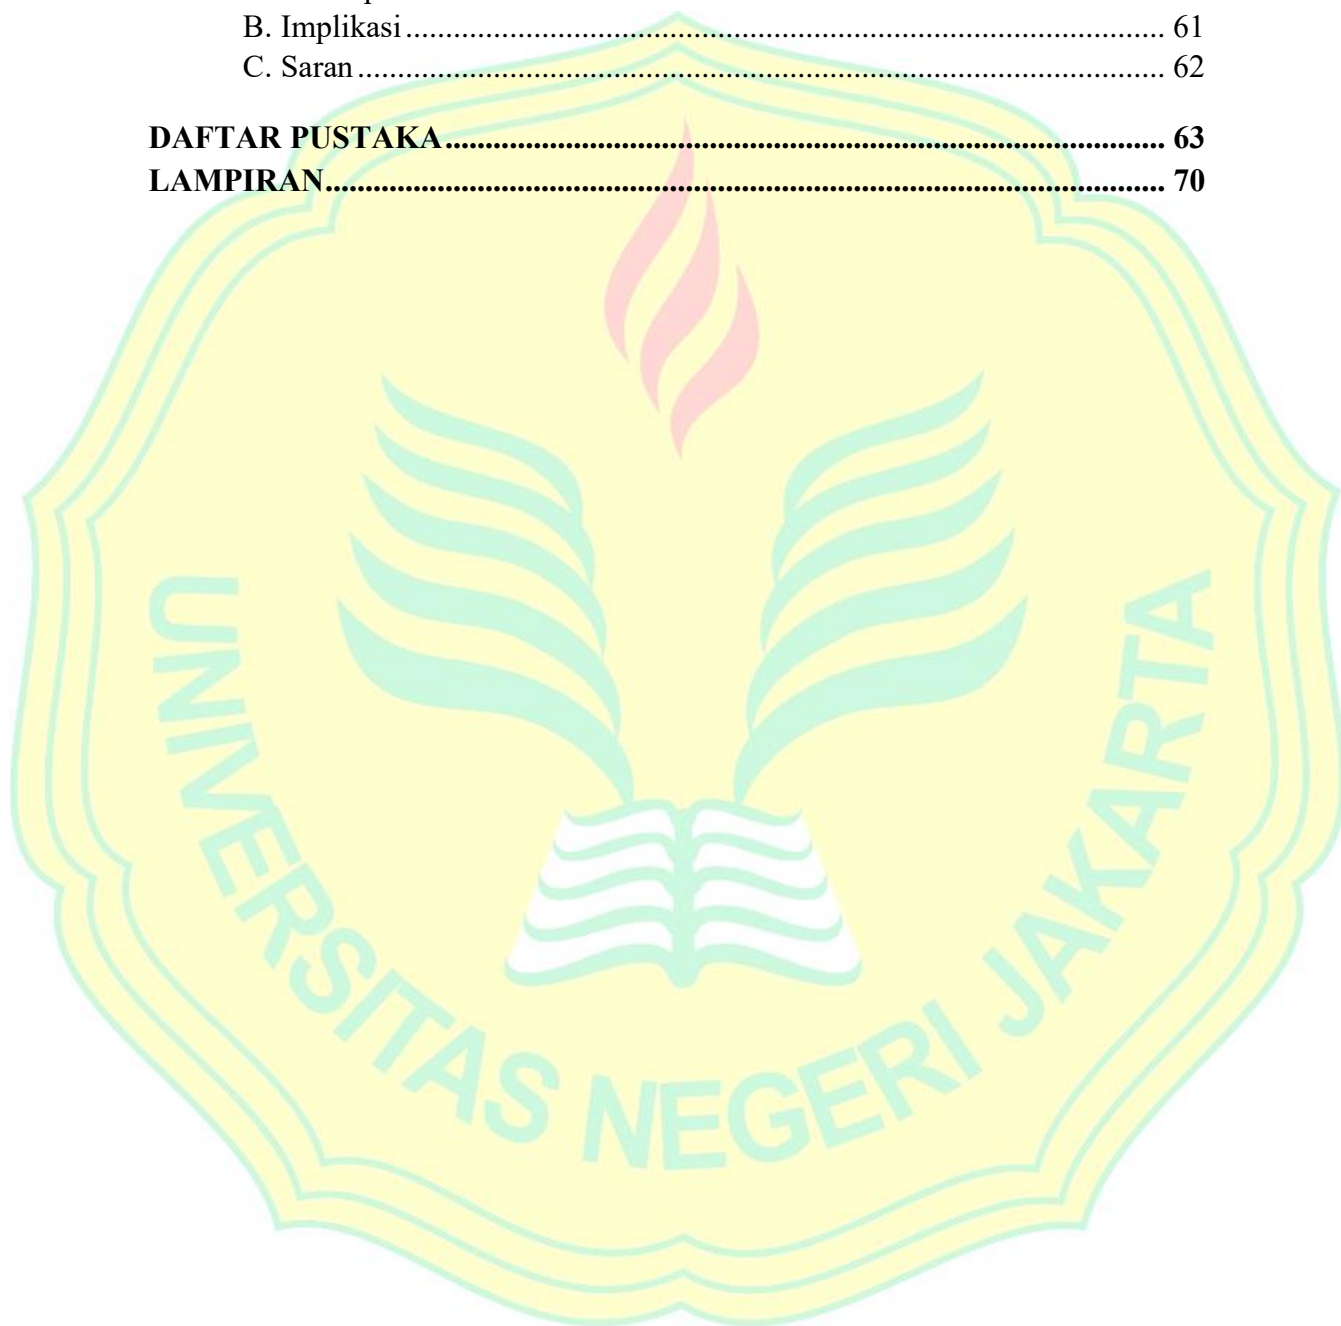 B. Implikasi............................................................................................... 61
C. Saran..................................................................................................... 62
DAFTAR PUSTAKA.......................................................................................... 63
LAMPIRAN......................................................................................................... 70
UNIVERSITAS NEGERI JAKARTA